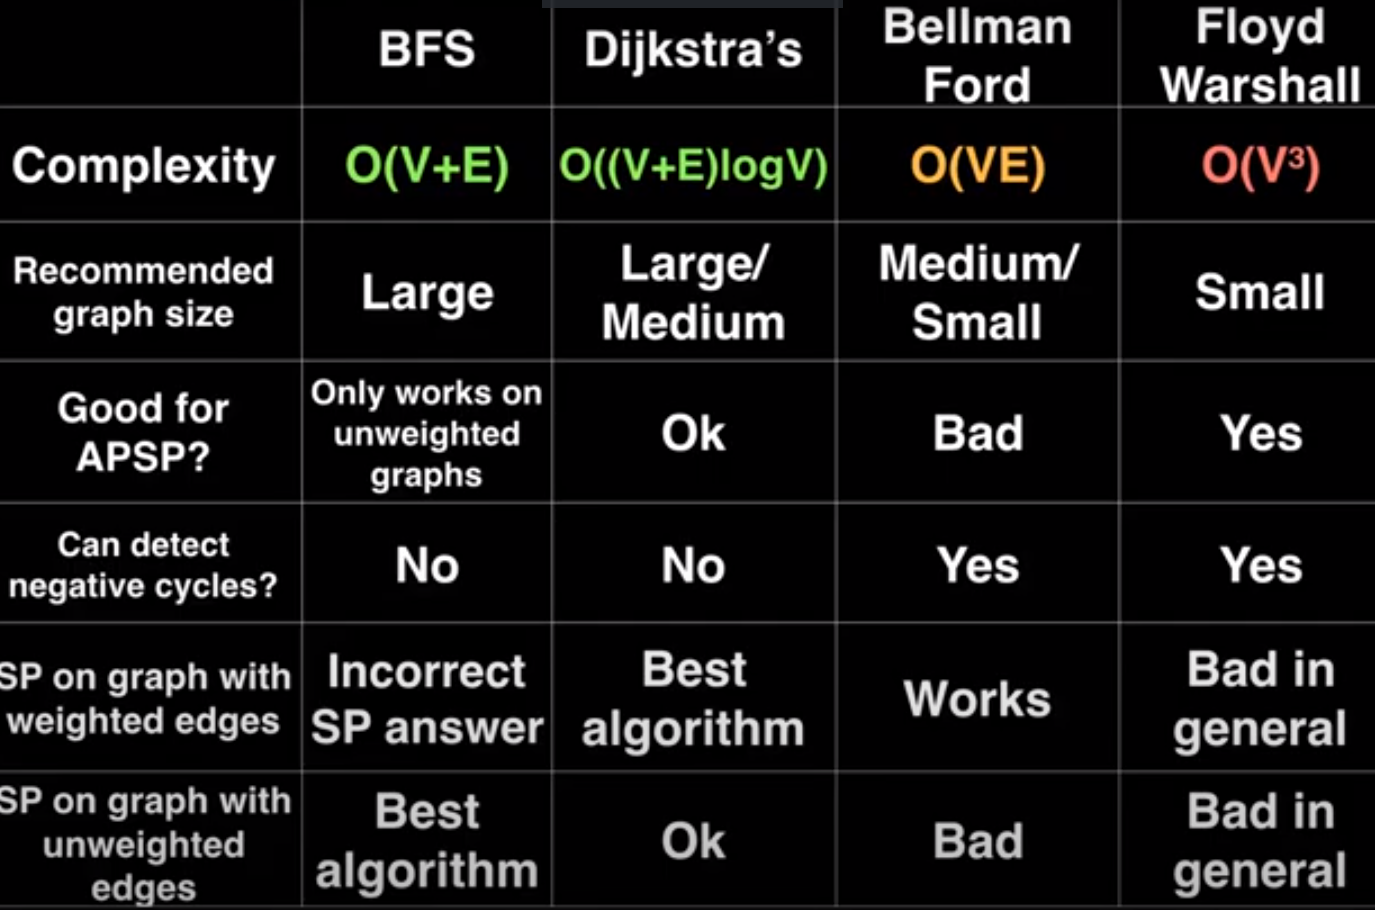 BFS
Dijkstra's
Bellman
Ford
Floyd
Warshall
Complexity
O(V+E)
O((V+E)logV)
O(VE)
O(V³)
Recommended
graph size
Large
Large/
Medium
Medium/
Small
Small
Good for
APSP?
Only works on
unweighted
graphs
Ok
Bad
Yes
Can detect
negative cycles?
No
No
Yes
Yes
SP on graph with
weighted edges
Incorrect
SP answer
Best
algorithm
Works
Bad in
general
SP on graph with
unweighted
edges
Best
algorithm
Ok
Bad
Bad in
general